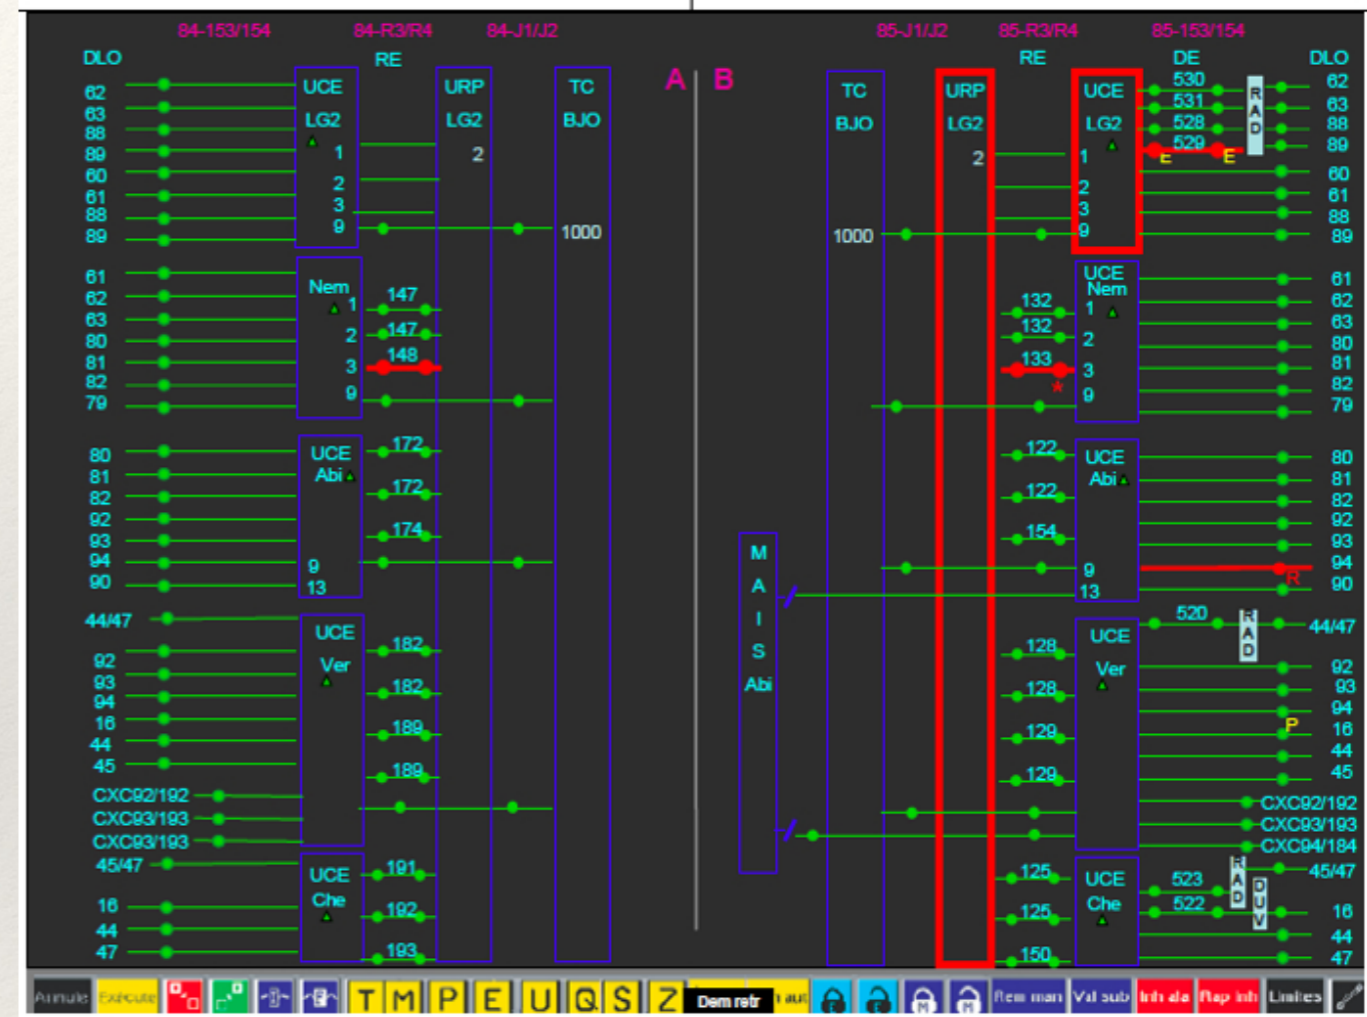 84-153/154 84-R3/R4 84-J1/J2 85-J1/J2 85-R3/R4 85-153/154
DLO RE A B RE DE DLO
62 UCE URP TC TC URP UCE 530 R 62
63 LG2 LG2 BJO BJO LG2 LG2 531 A 63
88 528 D 88
89 1 2 2 1 529 89
E E
60 2 2 60
61 3 3 61
88 88
89 9 1000 1000 9 89
61 Nem 1 147 132 UCE Nem 1 61
62 2 147 132 2 62
63 63
80 3 148 133 3 80
81 * 81
82 9 9 82
79 79
80 UCE 172 122 UCE 80
81 Abi Abi 81
82 172 122 82
92 92
93 174 154 93
94 9 9 94
90 13 13 R 90
M
A
I
S
Abi
44/47 UCE 520 RAD 44/47
92 Ver 182 128 UCE Ver 92
93 93
94 182 128 94
16 189 129 P 16
44 44
45 189 129 45
CXC92/192 CXC92/192
CXC93/193 CXC93/193
CXC93/193 CXC94/184
45/47 UCE 191 125 UCE 523 RAD 45/47
16 Che 192 125 Che 522 DUV 16
44 44
47 193 150 47
Annule Exécute T M P E U Q S Z Dem retr aut M M Rem man Val sub Inh ala Rap inh Limites